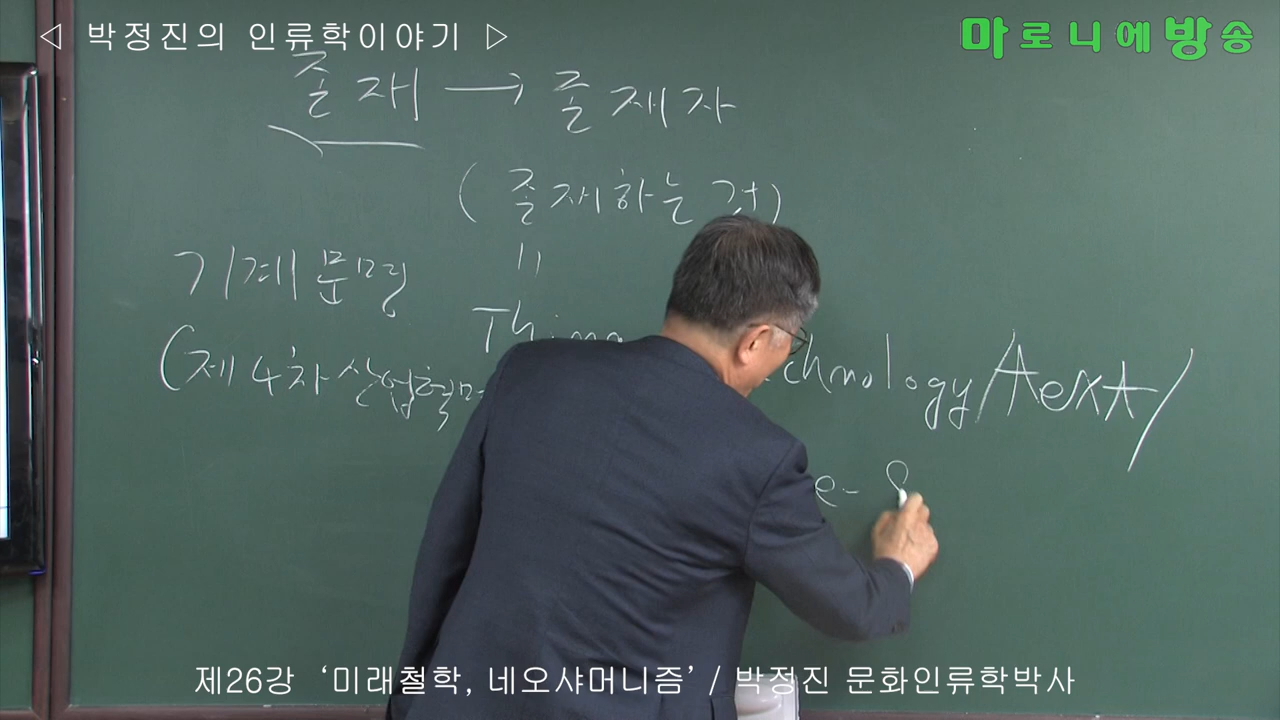 ◁ 박정진의 인류학이야기 ▷
마로니에방송
존재 → 존재자
(존재하는 것)
기계문명
〃
Thing
chnology/text/
(제4차산업혁명
e-
제26강 ‘미래철학, 네오샤머니즘’ / 박정진 문화인류학박사